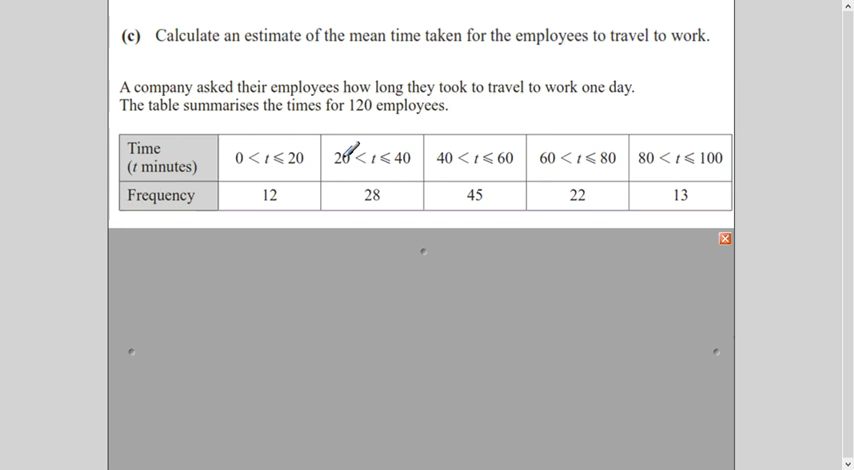 (c) Calculate an estimate of the mean time taken for the employees to travel to work.
A company asked their employees how long they took to travel to work one day.
The table summarises the times for 120 employees.
Time
(t minutes) 0 < t ⩽ 20 20 < t ⩽ 40 40 < t ⩽ 60 60 < t ⩽ 80 80 < t ⩽ 100
Frequency 12 28 45 22 13